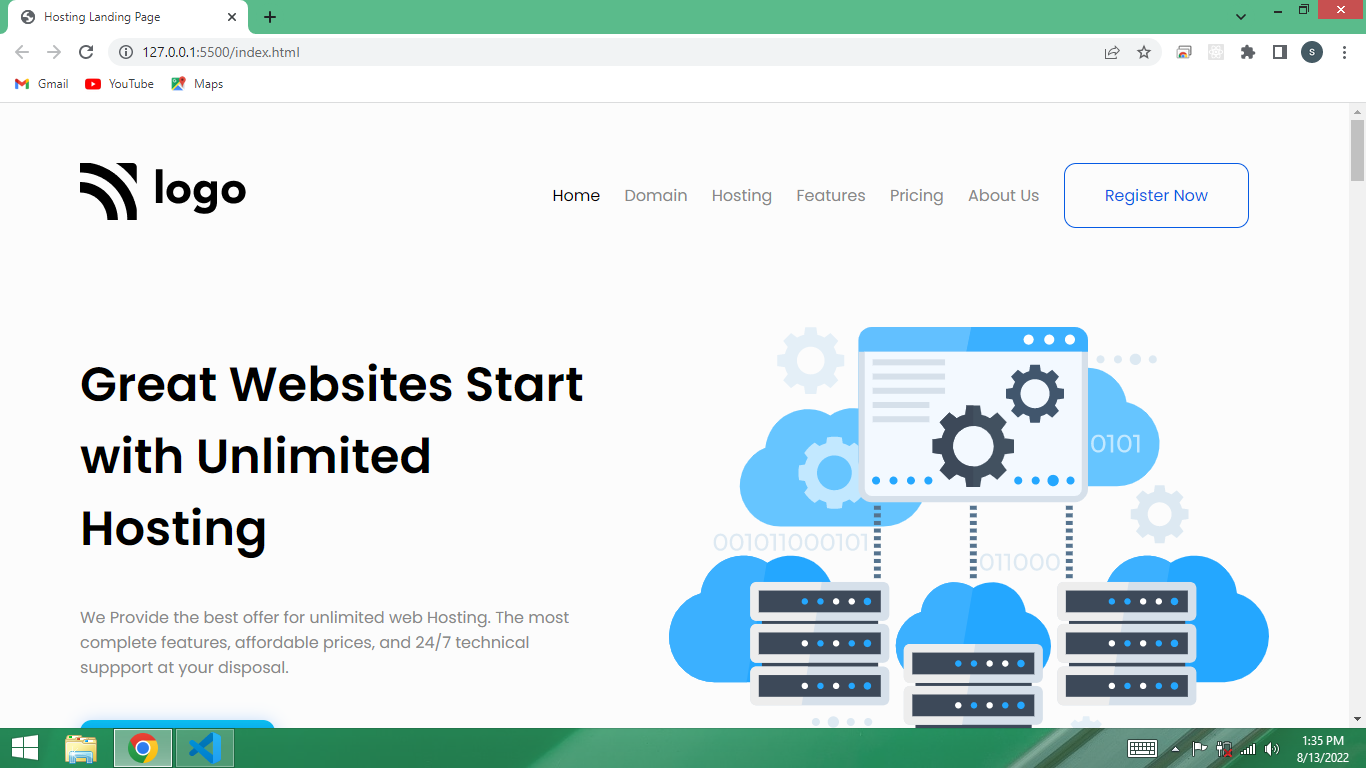 Hosting Landing Page
127.0.0.1:5500/index.html
S
Gmail
YouTube
Maps
logo
Home
Domain
Hosting
Features
Pricing
About Us
Register Now
Great Websites Start
with Unlimited
Hosting
We Provide the best offer for unlimited web Hosting. The most
complete features, affordable prices, and 24/7 technical
suppport at your disposal.
0101
001011000101
011000
1:35 PM
8/13/2022